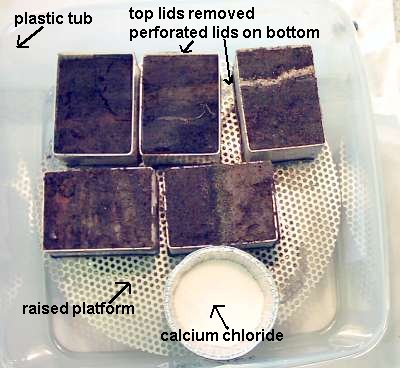 plastic tub
top lids removed
perforated lids on bottom
raised platform
calcium chloride